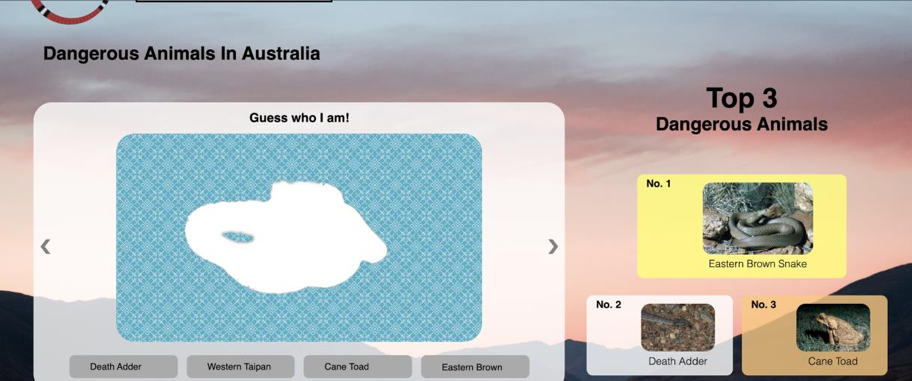 Dangerous Animals In Australia
Guess who I am!
Death Adder
Western Taipan
Cane Toad
Eastern Brown
Top 3
Dangerous Animals
No. 1
Eastern Brown Snake
No. 2
Death Adder
No. 3
Cane Toad